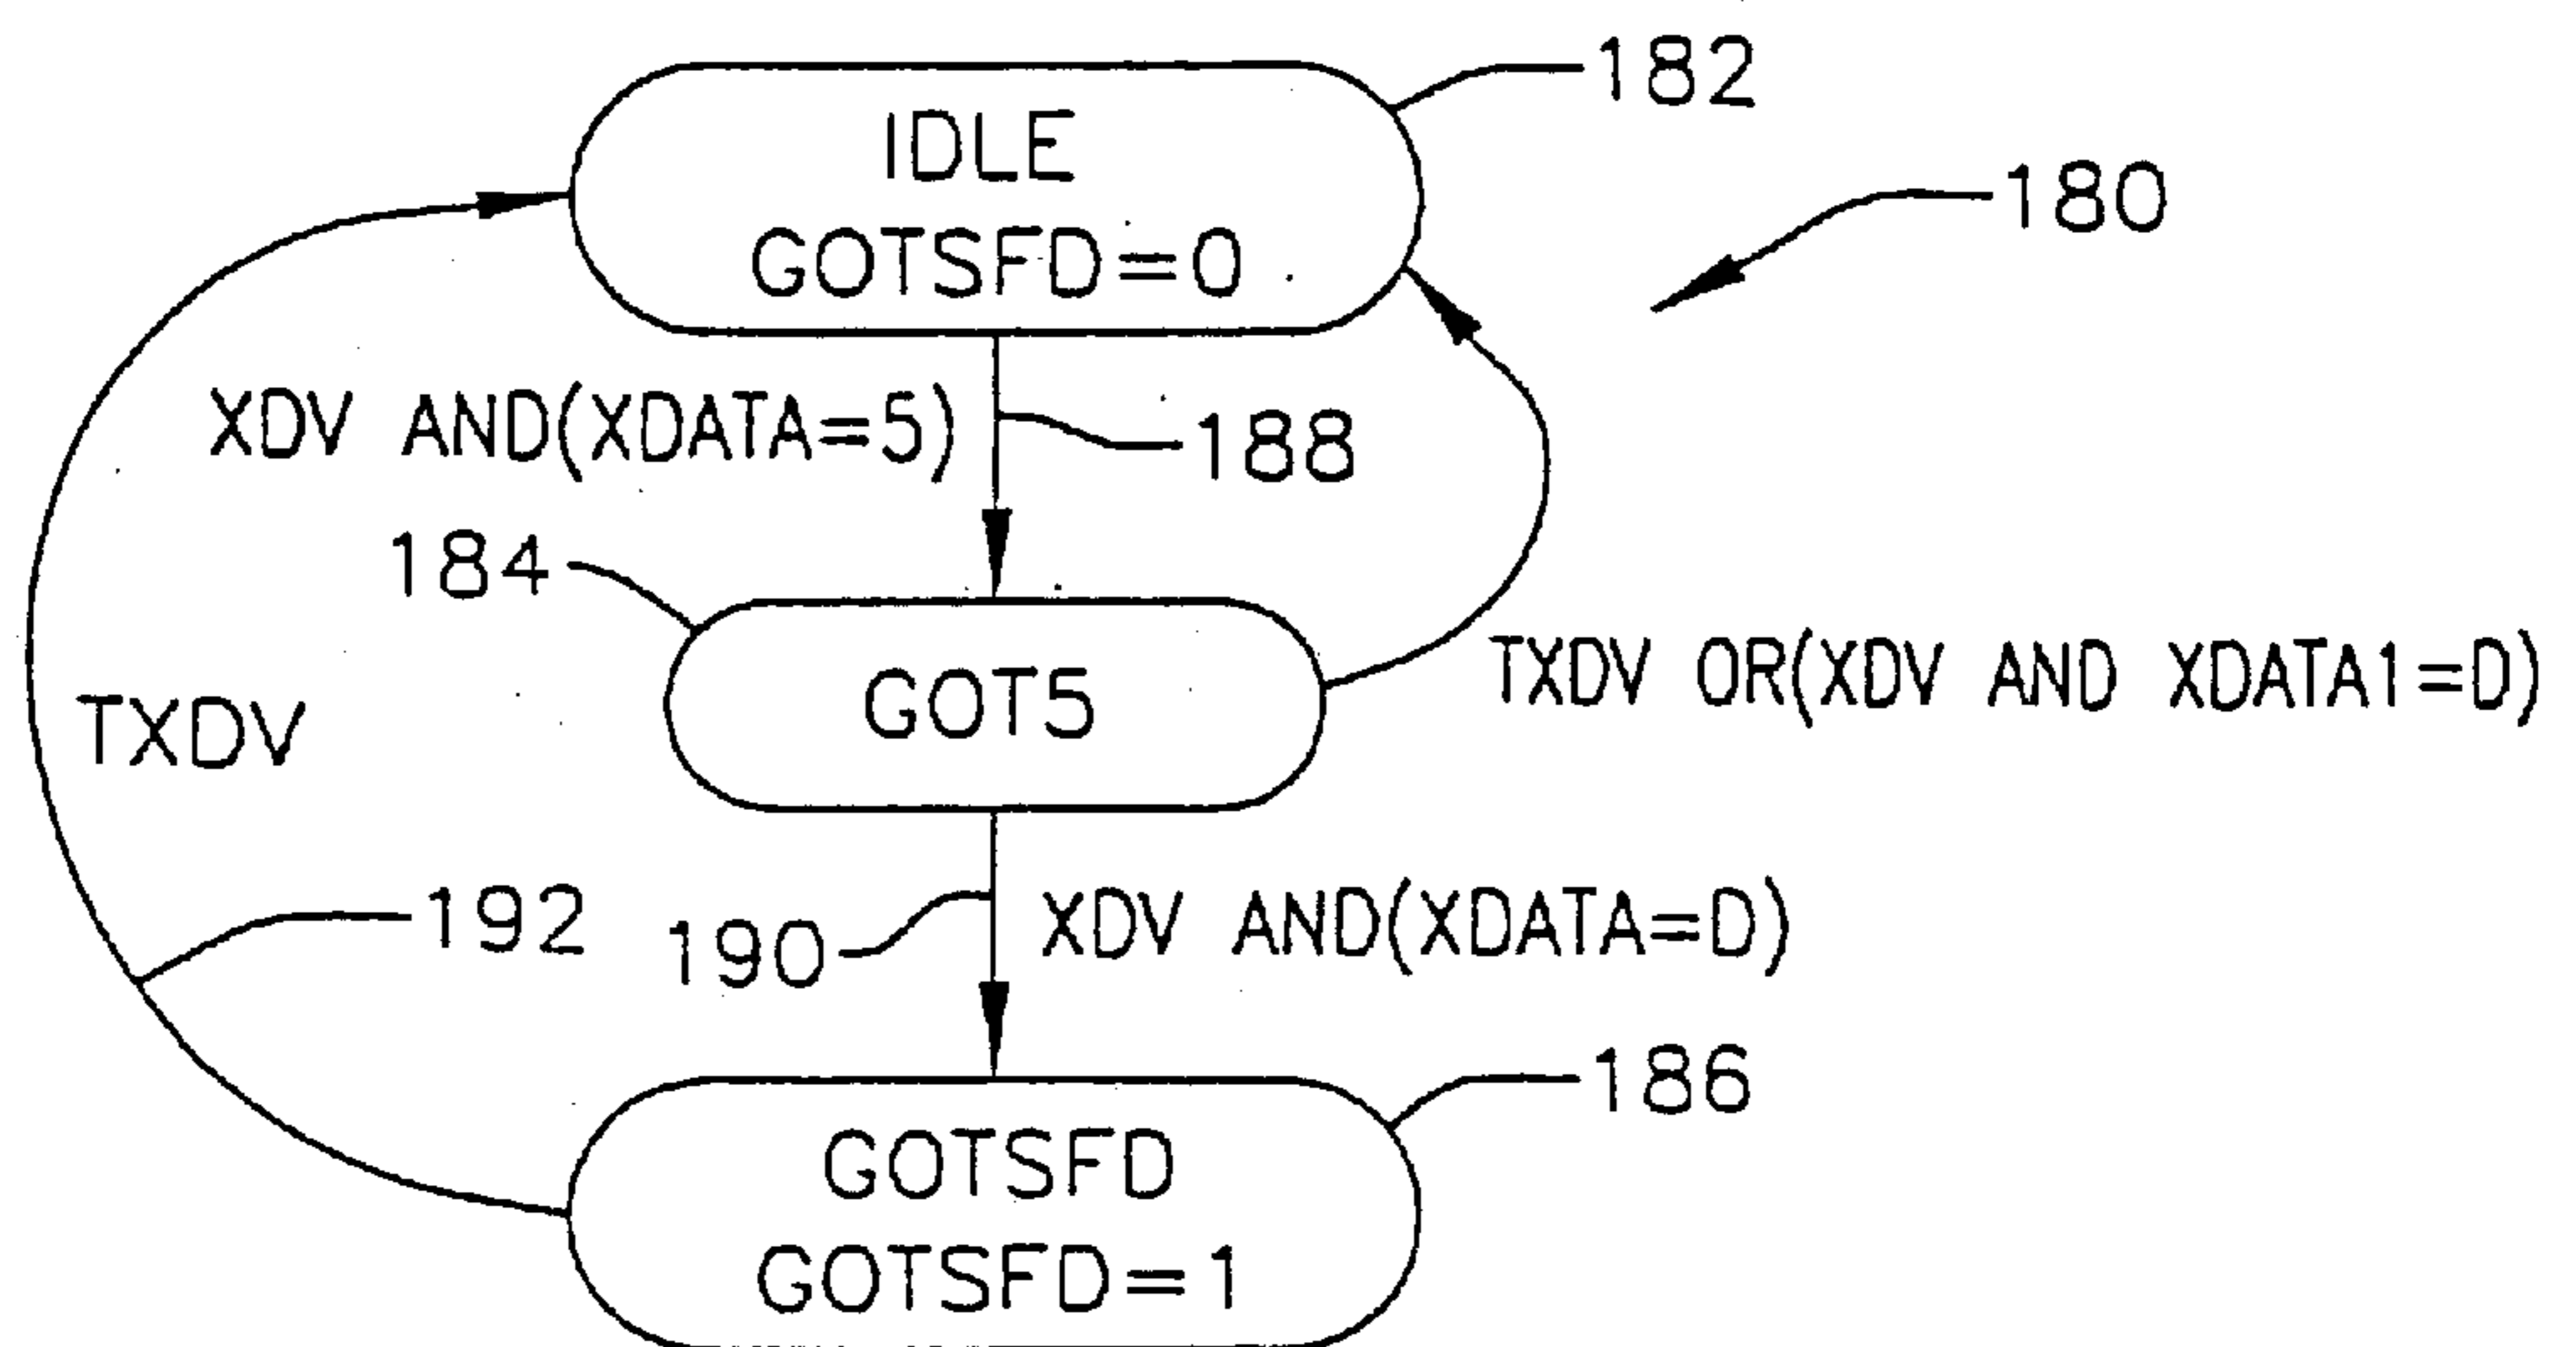 182
IDLE
GOTSFD=0
180
XDV AND(XDATA=5)
188
184
GOT5
TXDV OR(XDV AND XDATA1=D)
TXDV
192
190
XDV AND(XDATA=D)
186
GOTSFD
GOTSFD=1